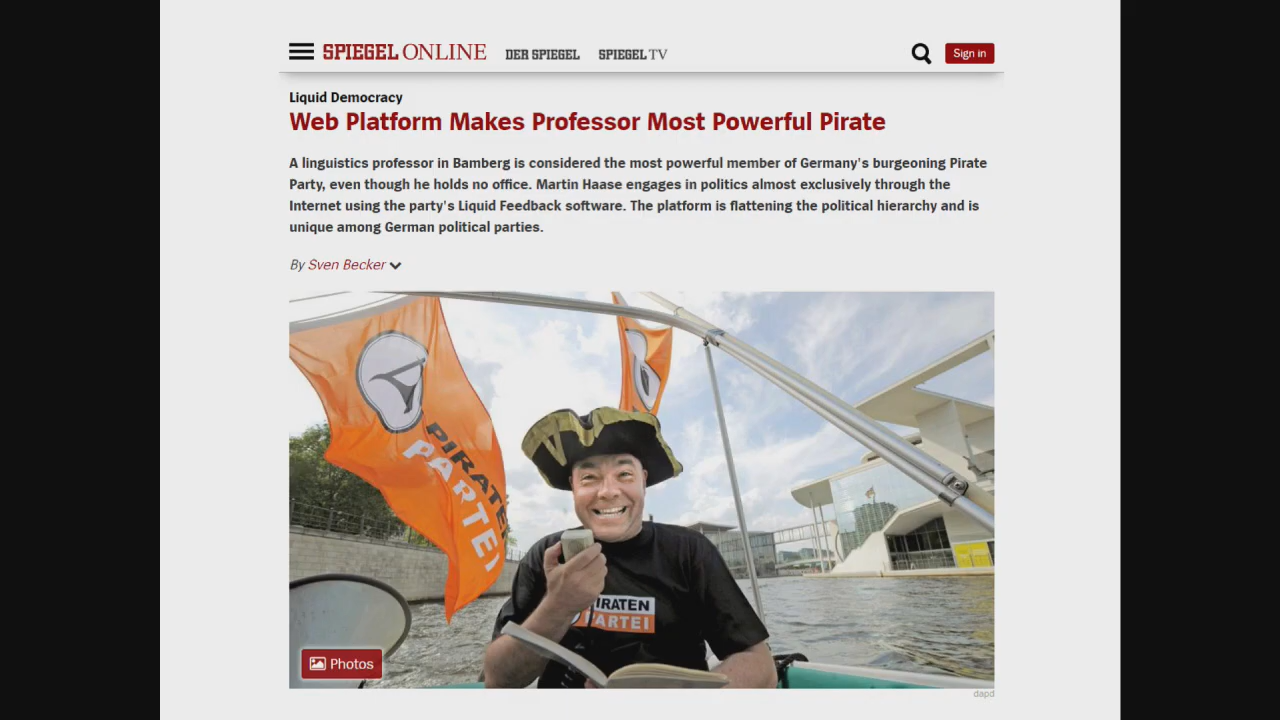 SPIEGEL ONLINE DER SPIEGEL SPIEGEL TV Sign in
Liquid Democracy
Web Platform Makes Professor Most Powerful Pirate
A linguistics professor in Bamberg is considered the most powerful member of Germany's burgeoning Pirate
Party, even though he holds no office. Martin Haase engages in politics almost exclusively through the
Internet using the party's Liquid Feedback software. The platform is flattening the political hierarchy and is
unique among German political parties.
By Sven Becker
PIRATEN
PARTEI
IRATEN
PARTEI
Photos
dapd